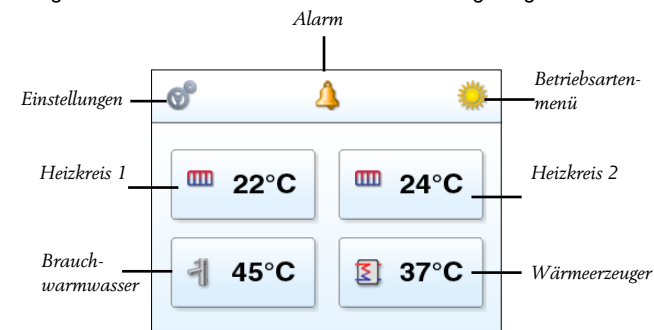 Alarm
Einstellungen
Betriebsarten-
menü
Heizkreis 1
22°C
24°C
Heizkreis 2
Brauch-
warmwasser
45°C
37°C
Wärmeerzeuger